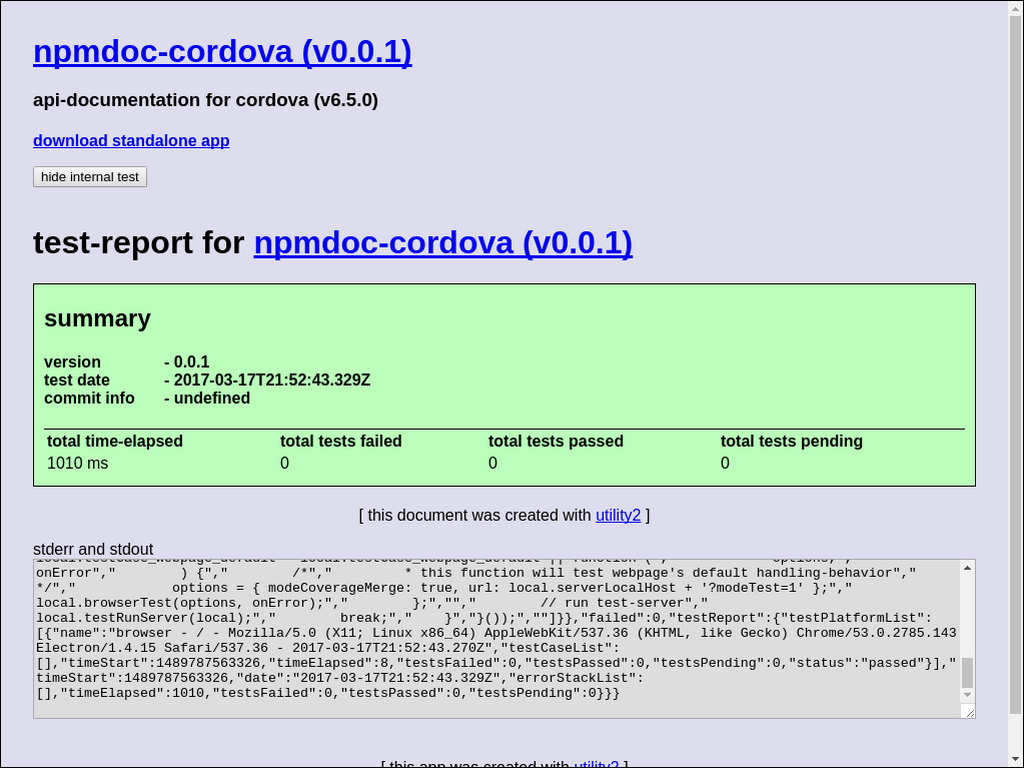 npmdoc-cordova (v0.0.1)
api-documentation for cordova (v6.5.0)
download standalone app
hide internal test
test-report for npmdoc-cordova (v0.0.1)
summary
version - 0.0.1
test date - 2017-03-17T21:52:43.329Z
commit info - undefined
total time-elapsed total tests failed total tests passed total tests pending
1010 ms 0 0 0
[ this document was created with utility2 ]
stderr and stdout
onError","        ) {","        /*","         * this function will test webpage's default handling-behavior","
*/","            options = { modeCoverageMerge: true, url: local.serverLocalHost + '?modeTest=1' };","
local.browserTest(options, onError);","        };","","        // run test-server","
local.testRunServer(local);","        break;","    }","}());",""]}},"failed":0,"testReport":{"testPlatformList":
[{"name":"browser - / - Mozilla/5.0 (X11; Linux x86_64) AppleWebKit/537.36 (KHTML, like Gecko) Chrome/53.0.2785.143
Electron/1.4.15 Safari/537.36 - 2017-03-17T21:52:43.270Z","testCaseList":
[],"timeStart":1489787563326,"timeElapsed":8,"testsFailed":0,"testsPassed":0,"testsPending":0,"status":"passed"}],"
timeStart":1489787563326,"date":"2017-03-17T21:52:43.329Z","errorStackList":
[],"timeElapsed":1010,"testsFailed":0,"testsPassed":0,"testsPending":0}}}
[ this app was created with utility2 ]